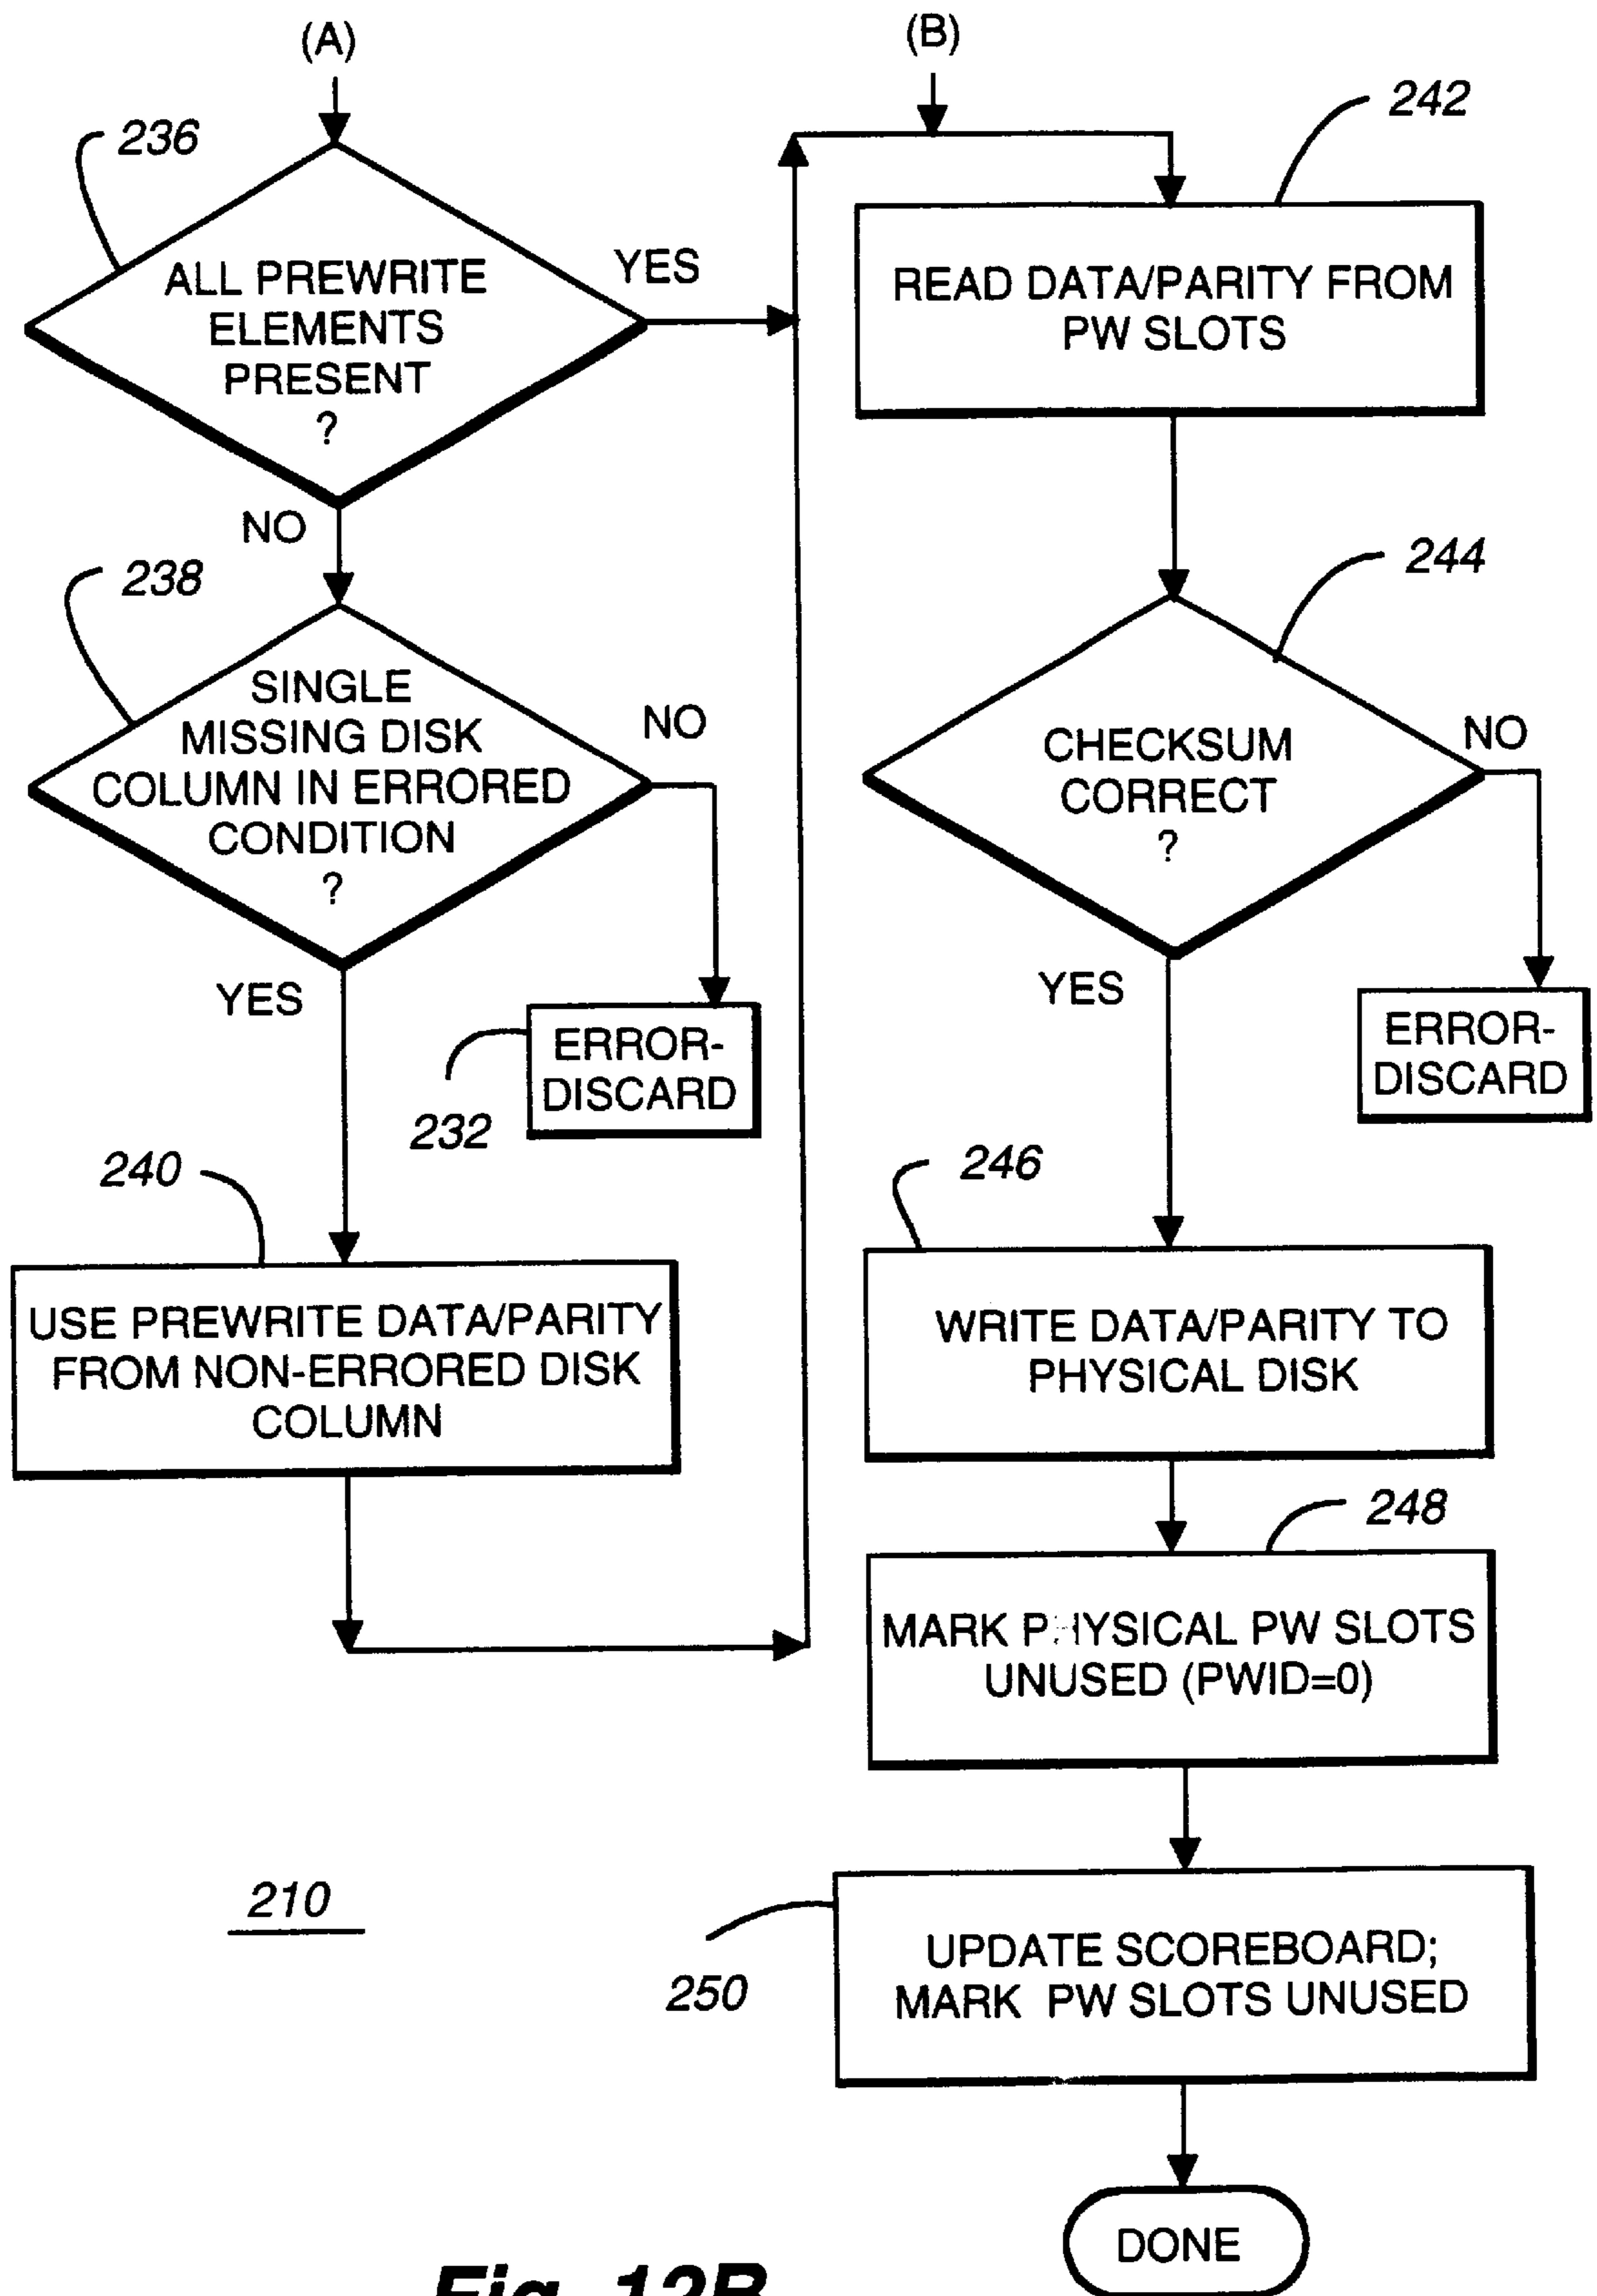 (A)
236
ALL PREWRITE
ELEMENTS
PRESENT
?
YES
NO
238
SINGLE
MISSING DISK
COLUMN IN ERRORED
CONDITION
?
NO
YES
ERROR-
DISCARD
232
240
USE PREWRITE DATA/PARITY
FROM NON-ERRORED DISK
COLUMN
210
(B)
242
READ DATA/PARITY FROM
PW SLOTS
244
CHECKSUM
CORRECT
?
NO
YES
ERROR-
DISCARD
246
WRITE DATA/PARITY TO
PHYSICAL DISK
248
MARK PHYSICAL PW SLOTS
UNUSED (PWID=0)
250
UPDATE SCOREBOARD;
MARK PW SLOTS UNUSED
DONE
Fig. 12B